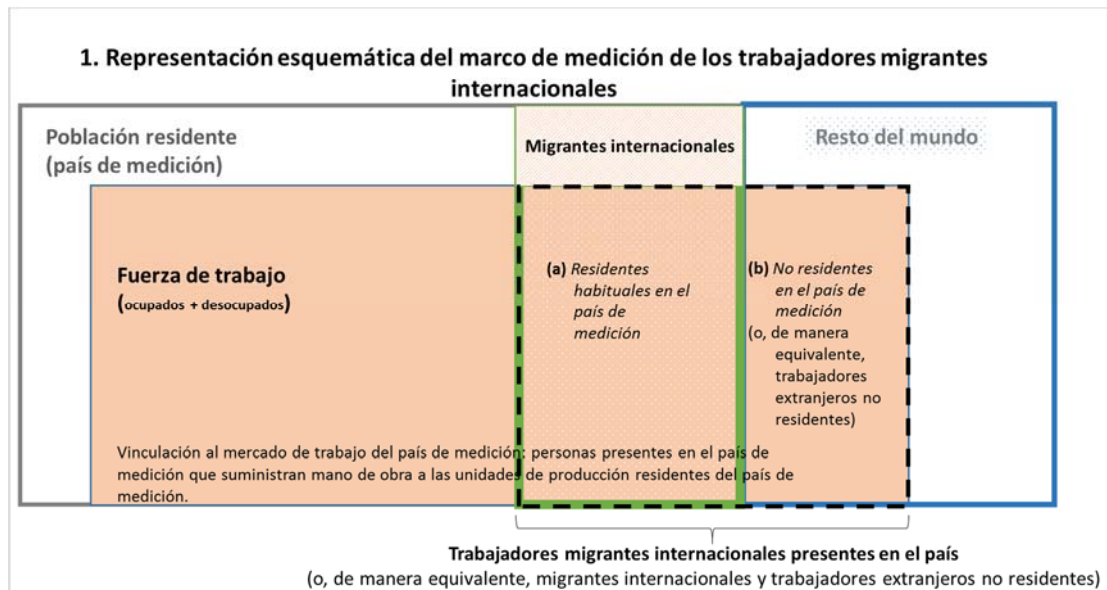 1. Representación esquemática del marco de medición de los trabajadores migrantes
internacionales
Población residente
(país de medición)
Migrantes internacionales
Resto del mundo
Fuerza de trabajo
(ocupados + desocupados)
(a) Residentes
habituales en el
país de
medición
(b) No residentes
en el país de
medición
(o, de manera
equivalente,
trabajadores
extranjeros no
residentes)
Vinculación al mercado de trabajo del país de medición: personas presentes en el país de
medición que suministran mano de obra a las unidades de producción residentes del país de
medición.
Trabajadores migrantes internacionales presentes en el país
(o, de manera equivalente, migrantes internacionales y trabajadores extranjeros no residentes)